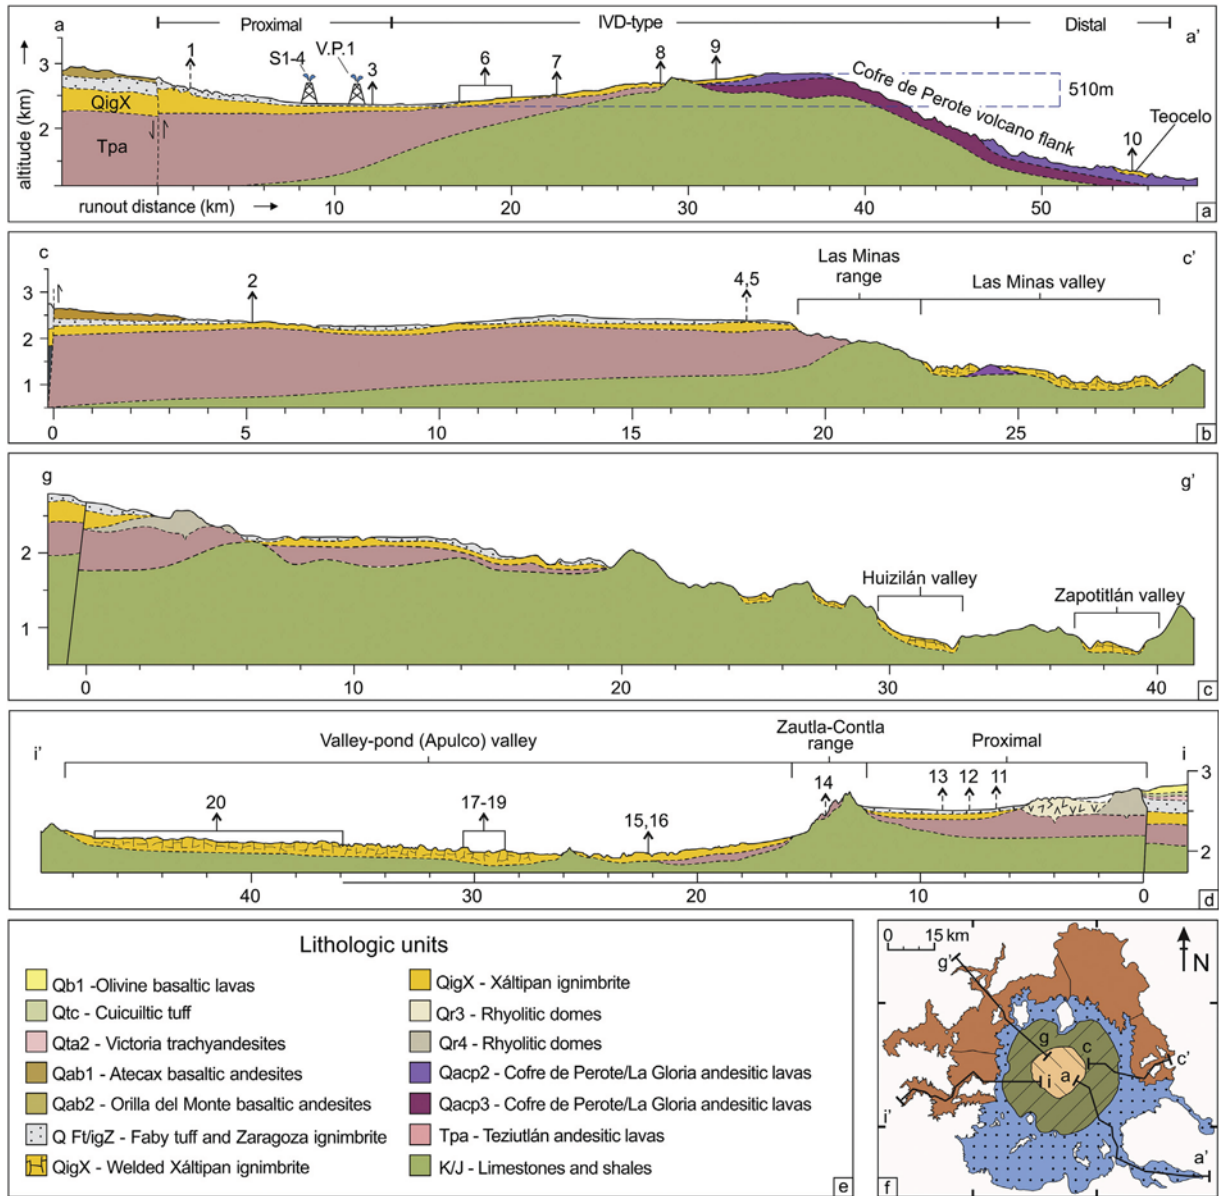 a Proximal IVD-type Distal a'
1 S1-4 V.P.1 3 6 7 8 9 10
3
2
altitude (km)
QigX
Tpa
Cofre de Perote volcano flank
510m
Teocelo
runout distance (km) 10 20 30 40 50
a
c c'
2 4,5
Las Minas range
Las Minas valley
3
2
1
0 5 10 15 20 25
b
g g'
2
1
Huizilán valley
Zapotitlán valley
0 10 20 30 40
c
i' i
Valley-pond (Apulco) valley
Zautla-Contla range
Proximal
20 17-19 15,16 14 13 12 11
3
2
40 30 20 10 0
d
Lithologic units
Qb1 -Olivine basaltic lavas
Qtc - Cuicuiltic tuff
Qta2 - Victoria trachyandesites
Qab1 - Atecax basaltic andesites
Qab2 - Orilla del Monte basaltic andesites
Q Ft/igZ - Faby tuff and Zaragoza ignimbrite
QigX - Welded Xáltipan ignimbrite
QigX - Xáltipan ignimbrite
Qr3 - Rhyolitic domes
Qr4 - Rhyolitic domes
Qacp2 - Cofre de Perote/La Gloria andesitic lavas
Qacp3 - Cofre de Perote/La Gloria andesitic lavas
Tpa - Teziutlán andesitic lavas
K/J - Limestones and shales
e
0 15 km
N
g'
g
c
c'
a
i
i'
a'
f